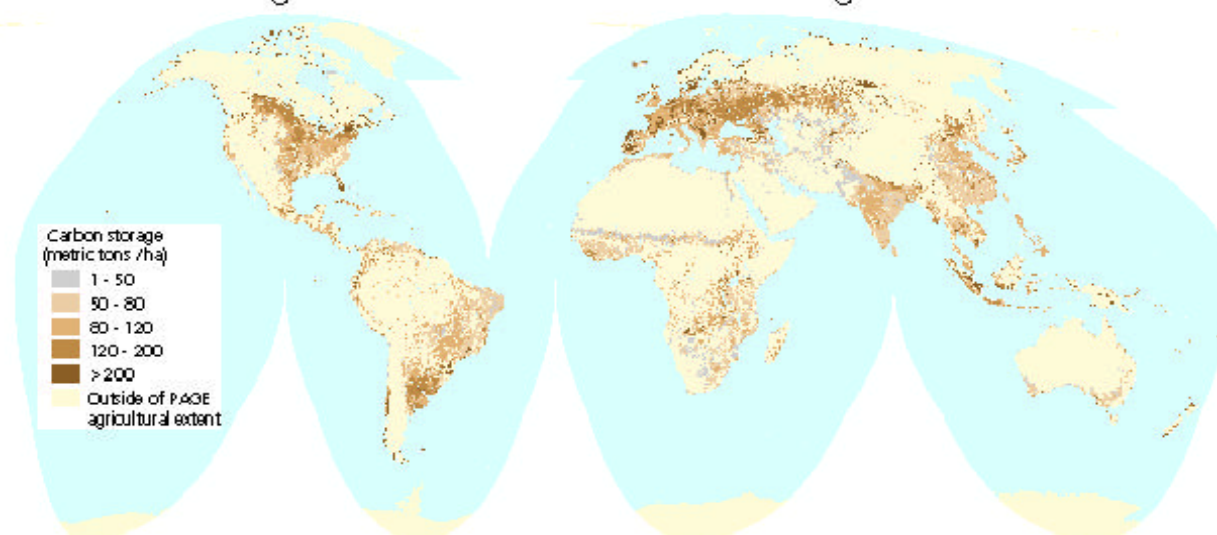 Carbon storage
(metric tons /ha)
1 - 50
50 - 80
80 - 120
120 - 200
>200
Outside of PAGE
agricultural extent